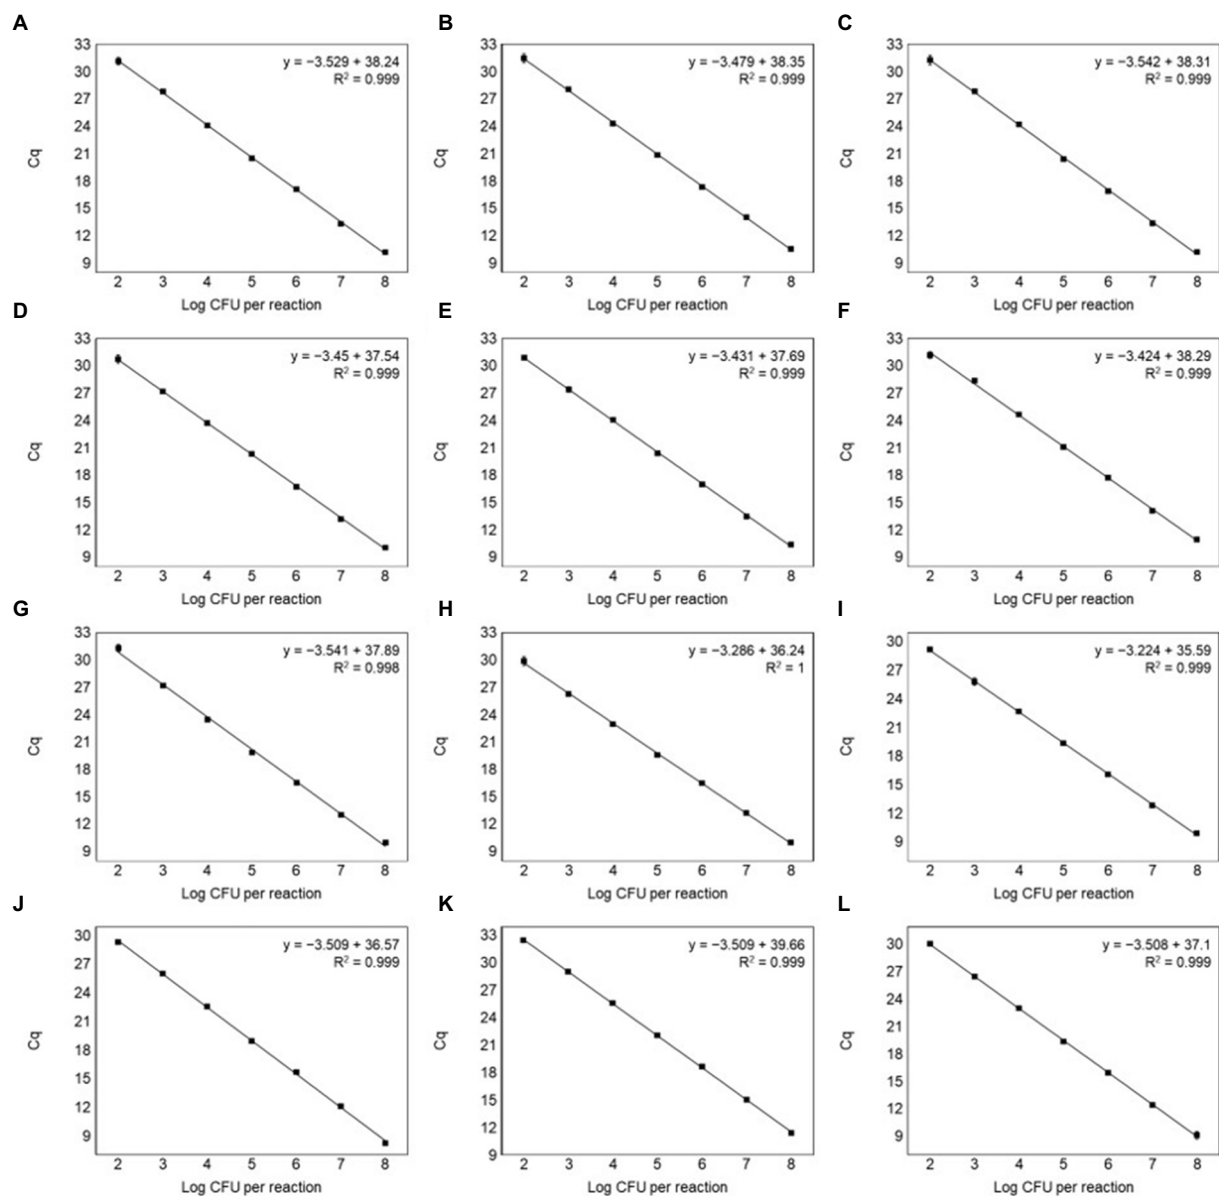 A
33
30
27
24
21
18
15
12
9
Cq
y = −3.529 + 38.24
R² = 0.999
2 3 4 5 6 7 8
Log CFU per reaction
B
33
30
27
24
21
18
15
12
9
Cq
y = −3.479 + 38.35
R² = 0.999
2 3 4 5 6 7 8
Log CFU per reaction
C
33
30
27
24
21
18
15
12
9
Cq
y = −3.542 + 38.31
R² = 0.999
2 3 4 5 6 7 8
Log CFU per reaction
D
33
30
27
24
21
18
15
12
9
Cq
y = −3.45 + 37.54
R² = 0.999
2 3 4 5 6 7 8
Log CFU per reaction
E
33
30
27
24
21
18
15
12
9
Cq
y = −3.431 + 37.69
R² = 0.999
2 3 4 5 6 7 8
Log CFU per reaction
F
33
30
27
24
21
18
15
12
9
Cq
y = −3.424 + 38.29
R² = 0.999
2 3 4 5 6 7 8
Log CFU per reaction
G
33
30
27
24
21
18
15
12
9
Cq
y = −3.541 + 37.89
R² = 0.998
2 3 4 5 6 7 8
Log CFU per reaction
H
33
30
27
24
21
18
15
12
9
Cq
y = −3.286 + 36.24
R² = 1
2 3 4 5 6 7 8
Log CFU per reaction
I
30
27
24
21
18
15
12
9
Cq
y = −3.224 + 35.59
R² = 0.999
2 3 4 5 6 7 8
Log CFU per reaction
J
30
27
24
21
18
15
12
9
Cq
y = −3.509 + 36.57
R² = 0.999
2 3 4 5 6 7 8
Log CFU per reaction
K
33
30
27
24
21
18
15
12
9
Cq
y = −3.509 + 39.66
R² = 0.999
2 3 4 5 6 7 8
Log CFU per reaction
L
30
27
24
21
18
15
12
9
Cq
y = −3.508 + 37.1
R² = 0.999
2 3 4 5 6 7 8
Log CFU per reaction